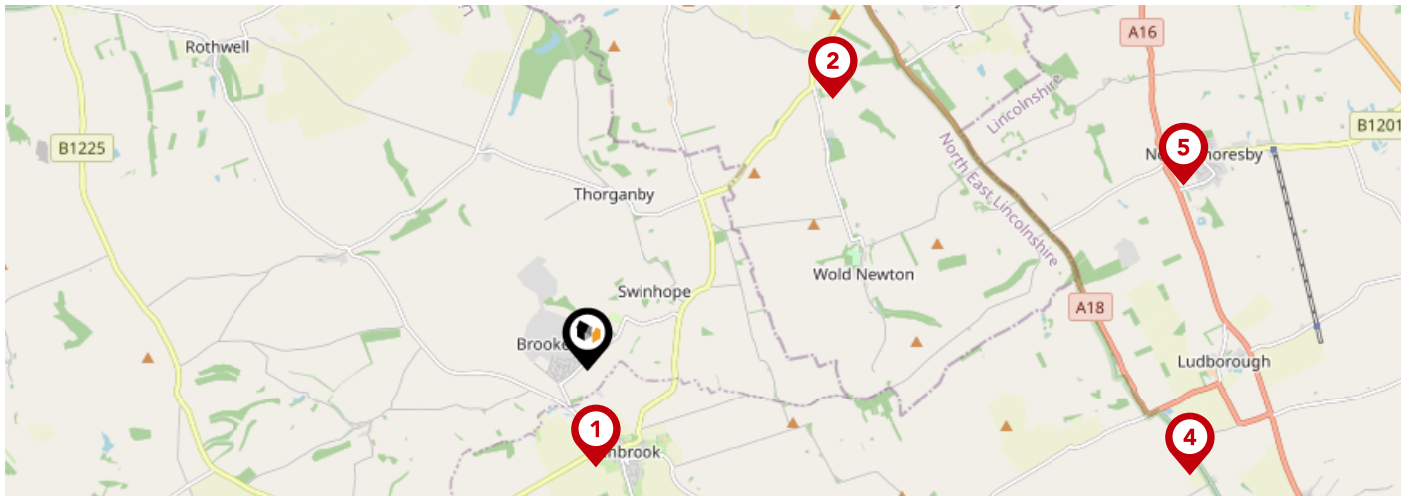 Rothwell
A16
2
Lincolnshire
B1225
B1201
5
North East Lincolnshire
Thorganby
Wold Newton
Swinhope
A18
Ludborough
1
4